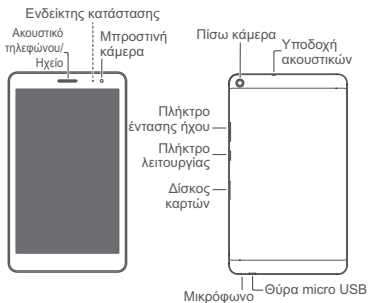 Ενδείκτης κατάστασης
Ακουστικό
τηλεφώνου/
Ηχείο
Μπροστινή
κάμερα
Πίσω κάμερα
Υποδοχή
ακουστικών
Πλήκτρο
έντασης ήχου
Πλήκτρο
λειτουργίας
Δίσκος
καρτών
Μικρόφωνο
Θύρα micro USB